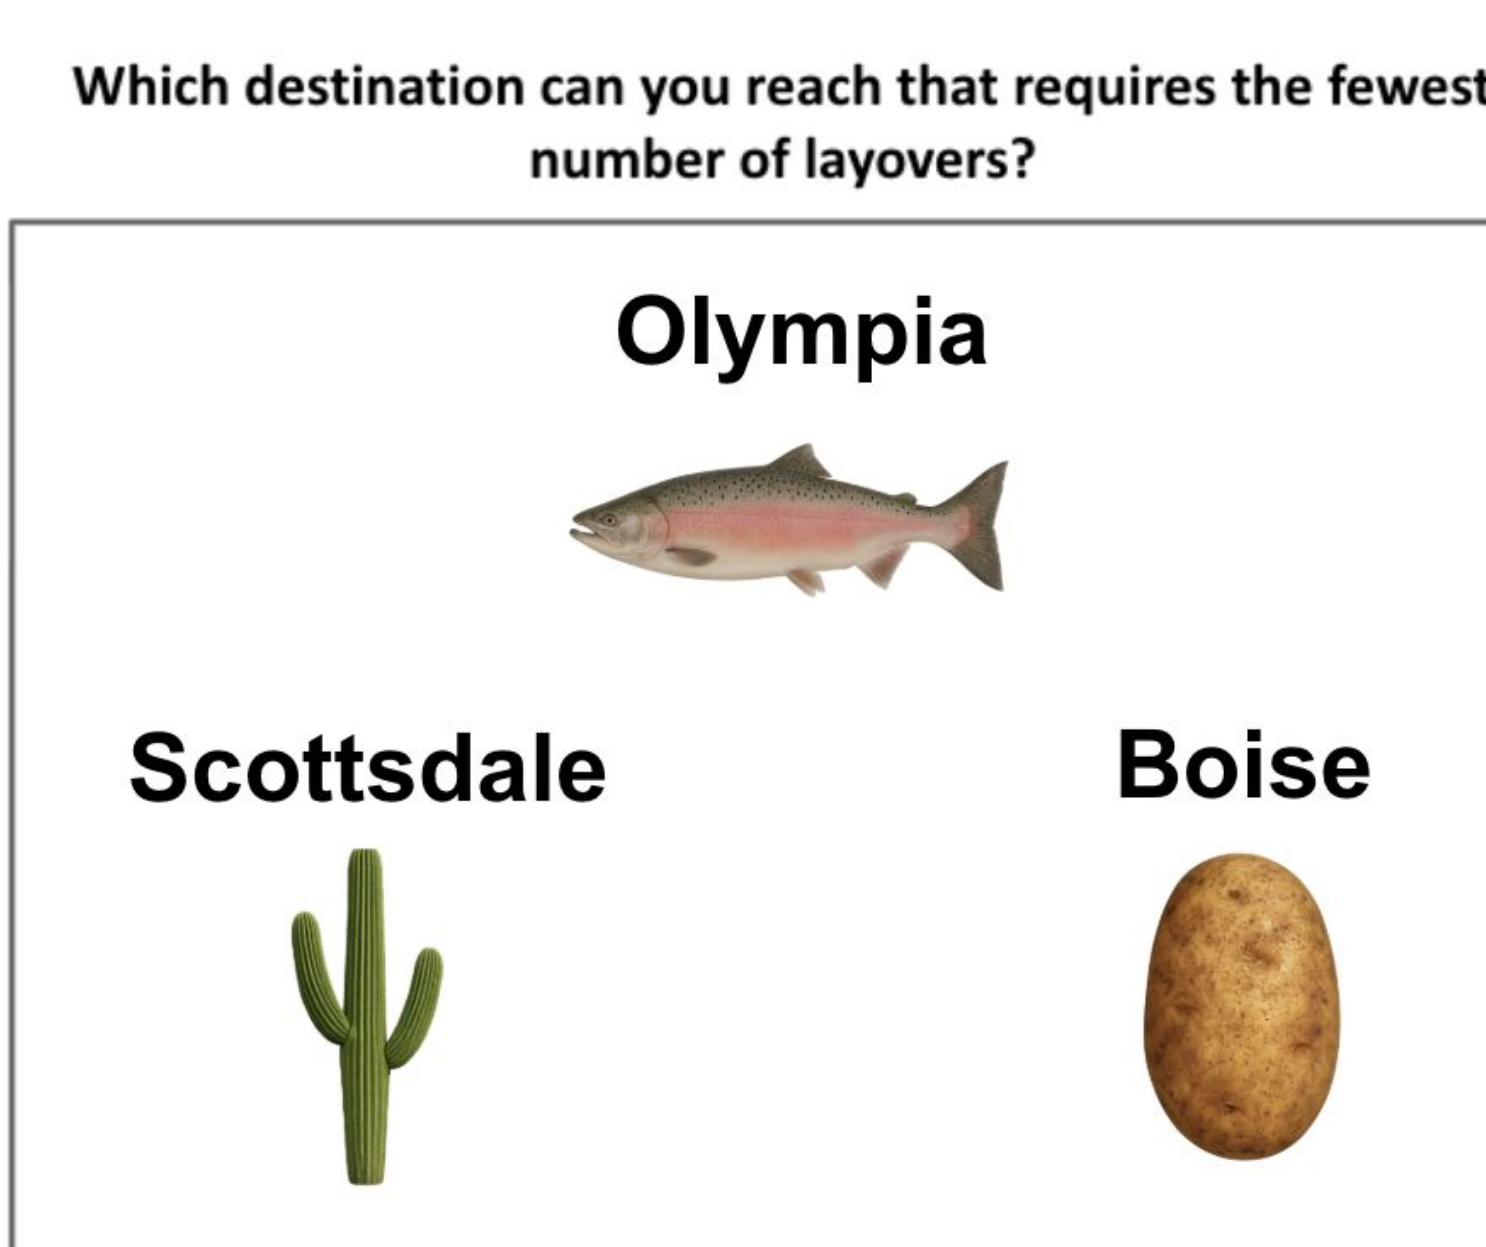 Which destination can you reach that requires the fewest
number of layovers?
Olympia
Scottsdale
Boise